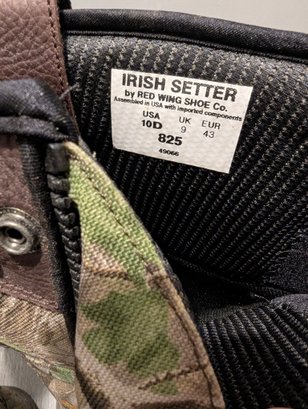 IRISH SETTER
by RED WING SHOE Co.
Assembled in USA with imported components
USA UK EUR
10D 9 43
825
49066